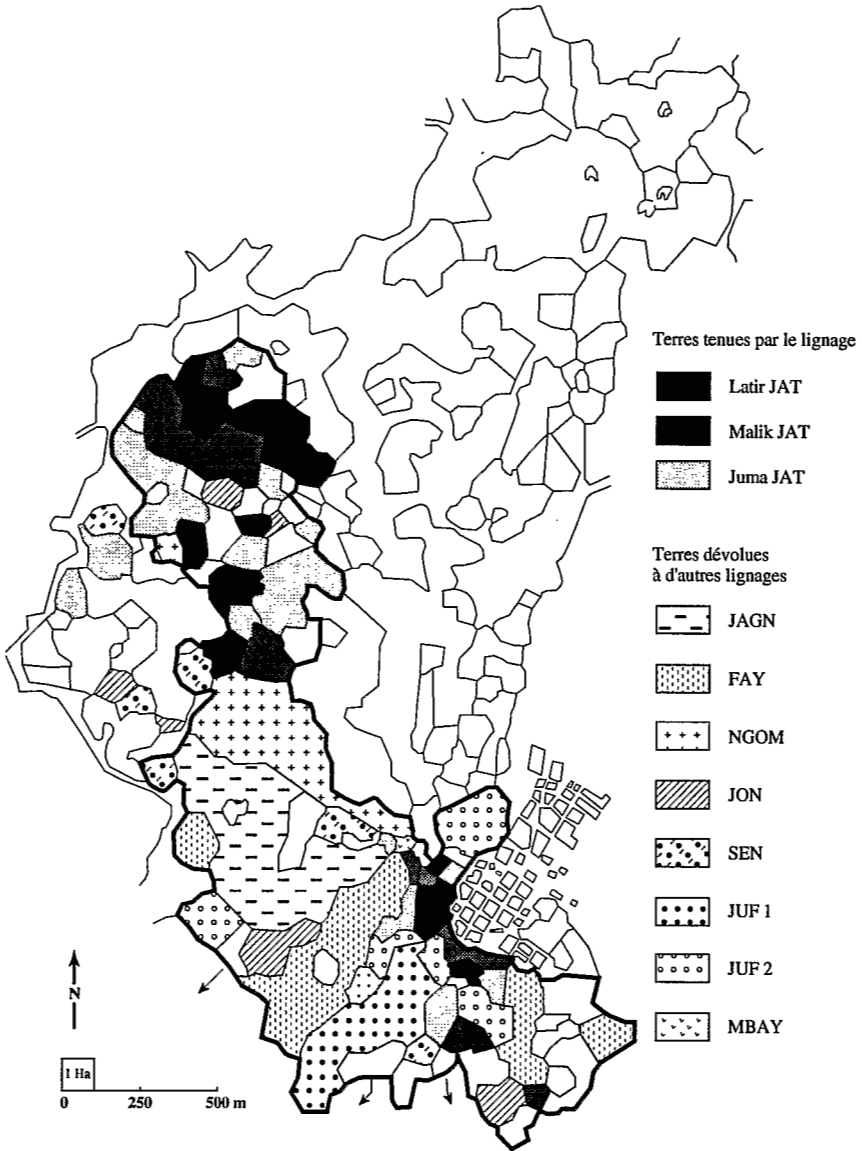 Terres tenues par le lignage
Latir JAT
Malik JAT
Juma JAT
Terres dévolues
à d'autres lignages
JAGN
FAY
NGOM
JON
SEN
JUF 1
JUF 2
MBAY
N
1 Ha
0 250 500 m